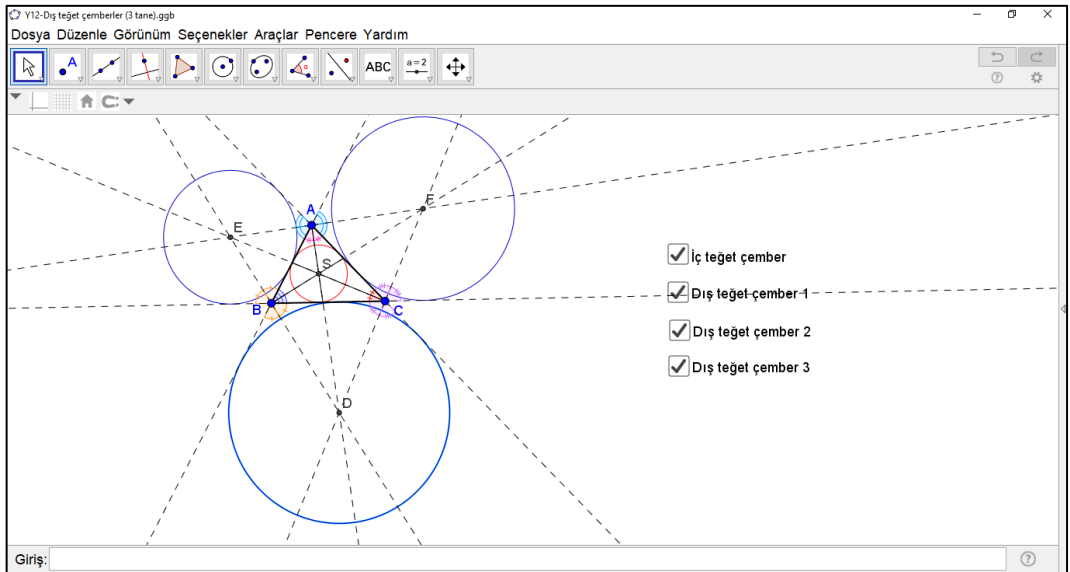 Y12-Dış teğet çemberler (3 tane).ggb
Dosya Düzenle Görünüm Seçenekler Araçlar Pencere Yardım
A
ABC
a=2
A
E
F
S
B
C
D
İç teğet çember
Dış teğet çember 1
Dış teğet çember 2
Dış teğet çember 3
Giriş: